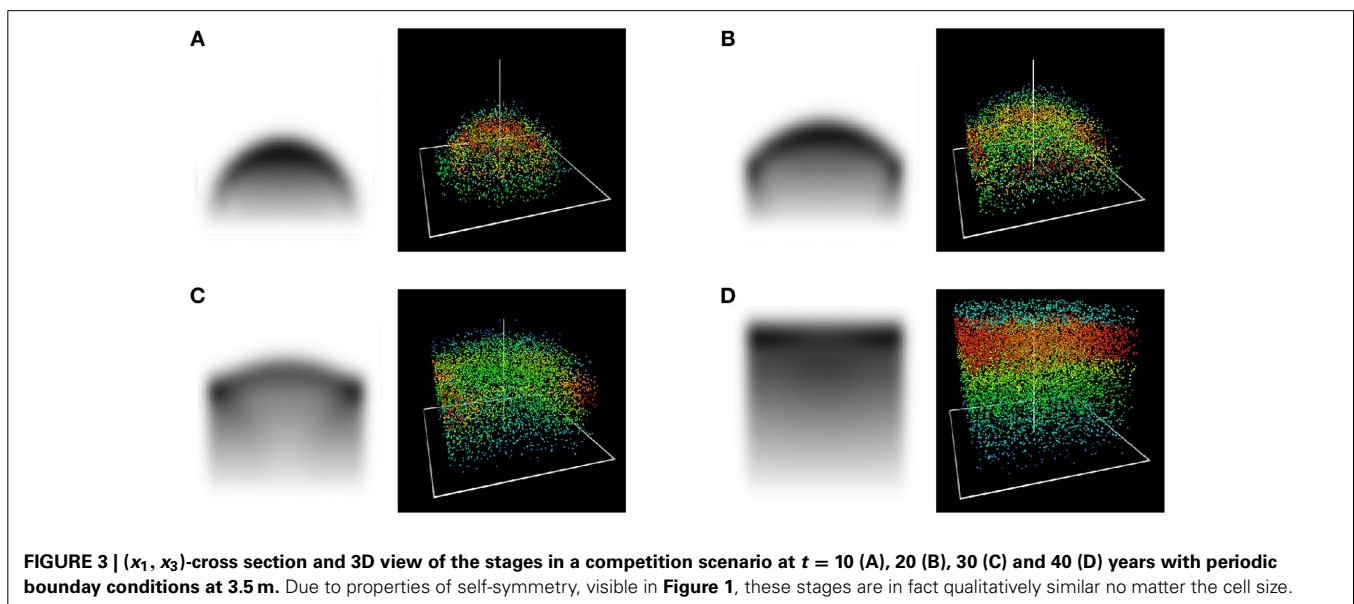 A
B
C
D
FIGURE 3 | (x1, x3)-cross section and 3D view of the stages in a competition scenario at t = 10 (A), 20 (B), 30 (C) and 40 (D) years with periodic
bounday conditions at 3.5 m. Due to properties of self-symmetry, visible in Figure 1, these stages are in fact qualitatively similar no matter the cell size.